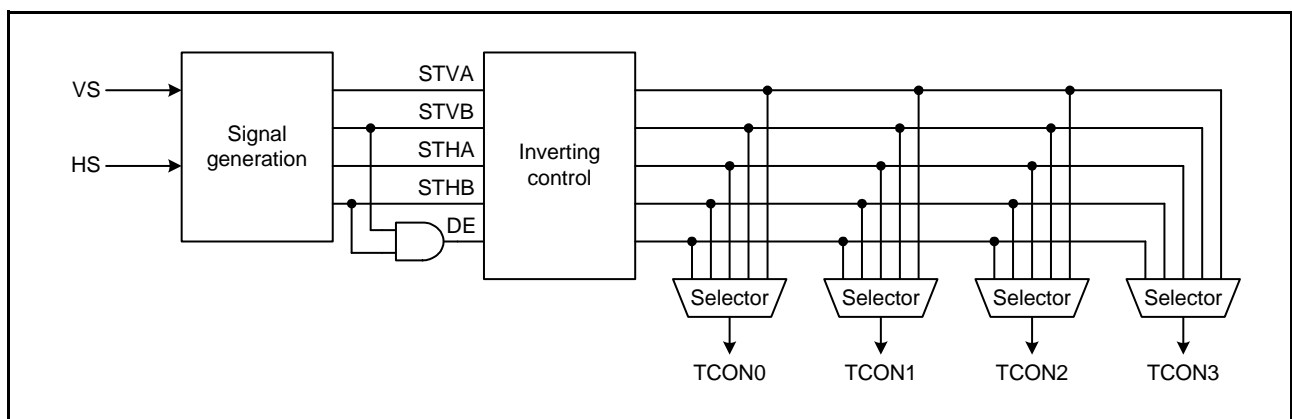 VS
HS
Signal
generation
STVA
STVB
STHA
STHB
DE
Inverting
control
Selector
Selector
Selector
Selector
TCON0
TCON1
TCON2
TCON3